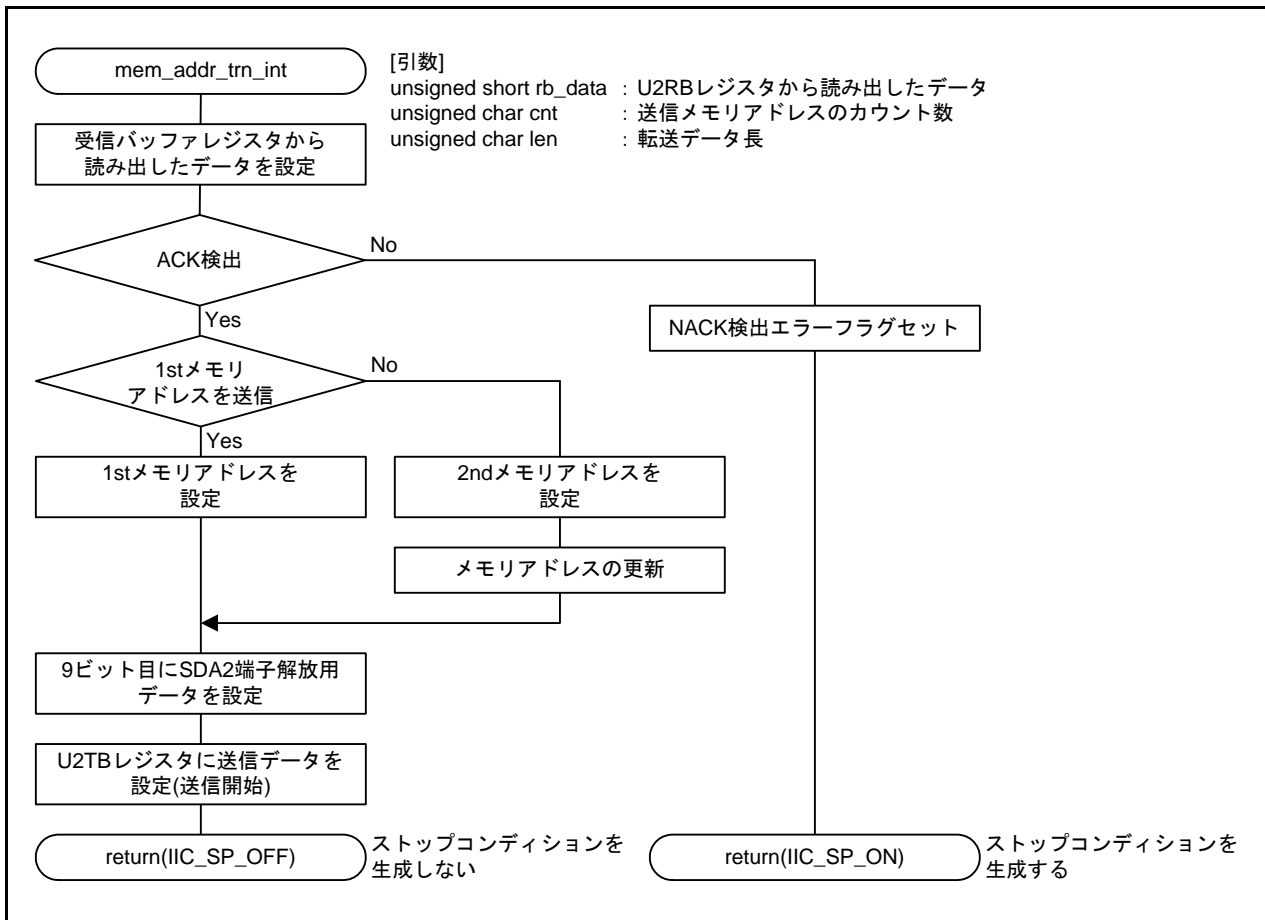 mem_addr_trn_int
[引数]
unsigned short rb_data : U2RBレジスタから読み出したデータ
unsigned char cnt : 送信メモリアドレスのカウント数
unsigned char len : 転送データ長
受信バッファレジスタから
読み出したデータを設定
ACK検出
No
Yes
NACK検出エラーフラグセット
1stメモリ
アドレスを送信
No
Yes
1stメモリアドレスを
設定
2ndメモリアドレスを
設定
メモリアドレスの更新
9ビット目にSDA2端子解放用
データを設定
U2TBレジスタに送信データを
設定(送信開始)
return(IIC_SP_OFF)
ストップコンディションを
生成しない
return(IIC_SP_ON)
ストップコンディションを
生成する